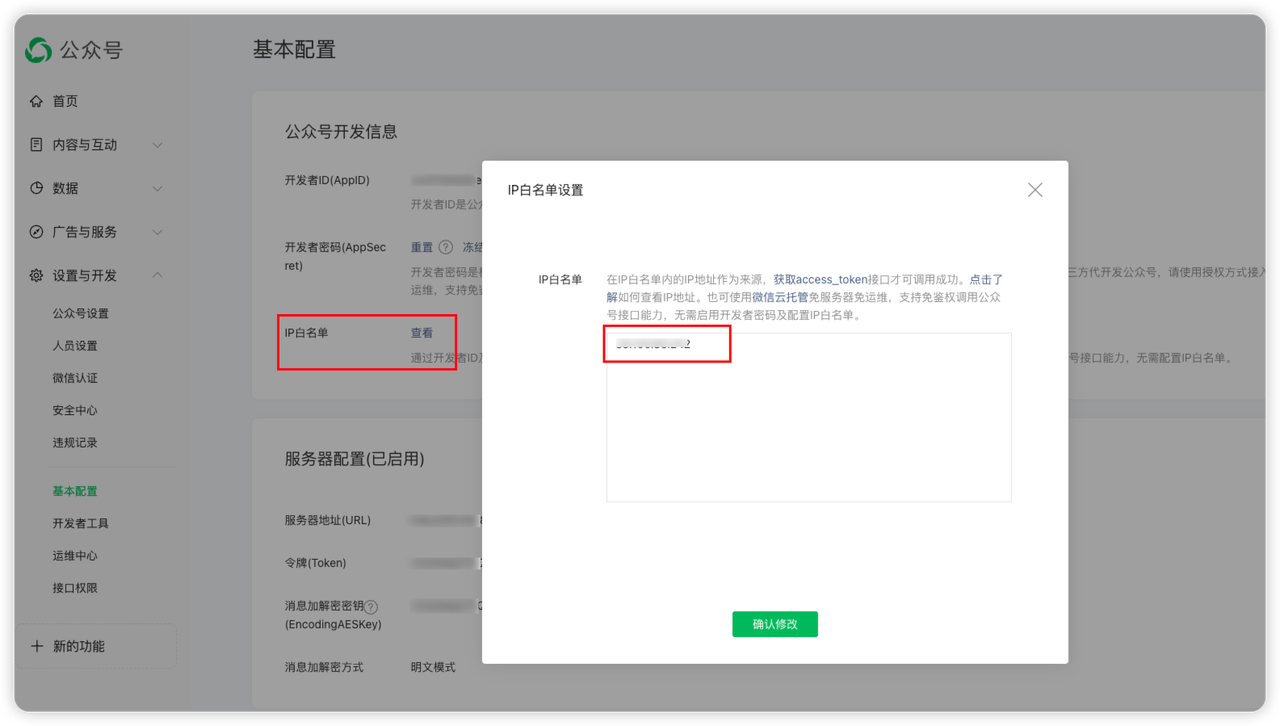 公众号
首页
内容与互动
数据
广告与服务
设置与开发
公众号设置
人员设置
微信认证
安全中心
违规记录
基本配置
开发者工具
运维中心
接口权限
新的功能
基本配置
公众号开发信息
开发者ID(AppID)
开发者ID是公
开发者密码(AppSec
ret)
重置 ? 冻结
开发者密码是
三方代开发公众号，请使用授权方式接入
运维，支持免
IP白名单
查看
通过开发者ID及
号接口能力，无需配置IP白名单。
服务器配置(已启用)
服务器地址(URL)
令牌(Token)
消息加解密密钥?
(EncodingAESKey)
消息加解密方式
明文模式
IP白名单设置
IP白名单
在IP白名单内的IP地址作为来源，获取access_token接口才可调用成功。点击了
解如何查看IP地址。也可使用微信云托管免服务器免运维，支持免鉴权调用公众
号接口能力，无需启用开发者密码及配置IP白名单。
确认修改